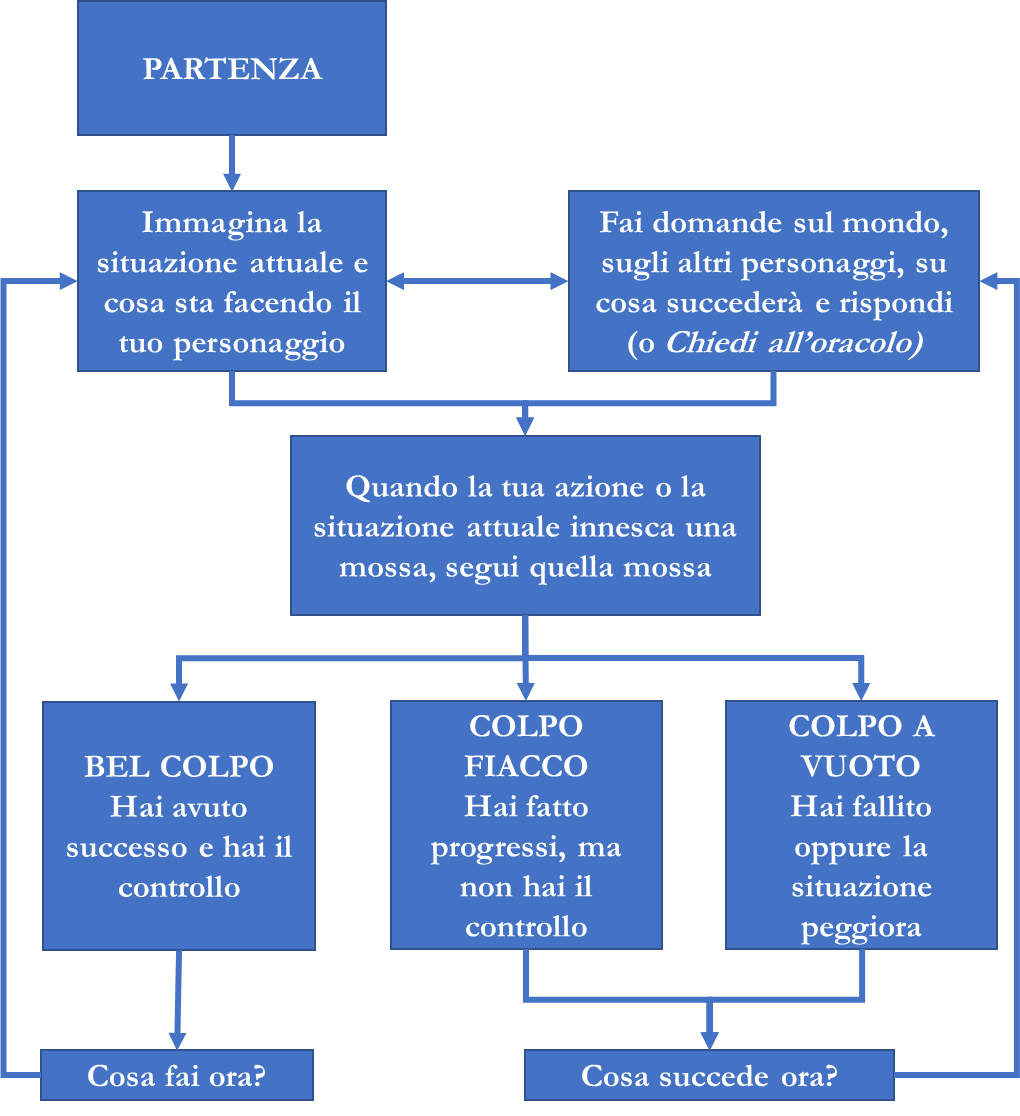 PARTENZA
Immagina la
situazione attuale e
cosa sta facendo il
tuo personaggio
Fai domande sul mondo,
sugli altri personaggi, su
cosa succederà e rispondi
(o Chiedi all’oracolo)
Quando la tua azione o la
situazione attuale innesca una
mossa, segui quella mossa
BEL COLPO
Hai avuto
successo e hai il
controllo
COLPO
FIACCO
Hai fatto
progressi, ma
non hai il
controllo
COLPO A
VUOTO
Hai fallito
oppure la
situazione
peggiora
Cosa fai ora?
Cosa succede ora?